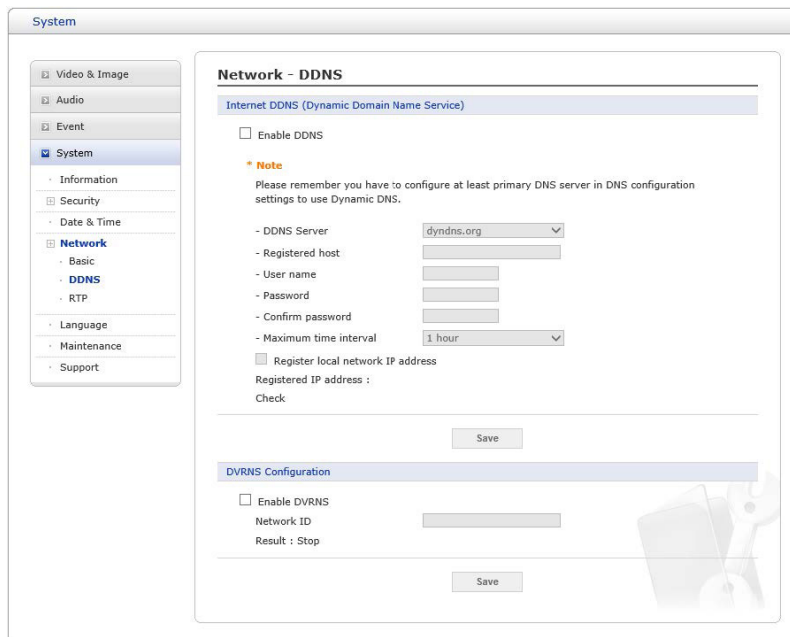 System
Video & Image
Audio
Event
System
· Information
Security
· Date & Time
Network
· Basic
· DDNS
· RTP
· Language
· Maintenance
· Support
Network - DDNS
Internet DDNS (Dynamic Domain Name Service)
Enable DDNS
* Note
Please remember you have to configure at least primary DNS server in DNS configuration
settings to use Dynamic DNS.
- DDNS Server dyndns.org
- Registered host
- User name
- Password
- Confirm password
- Maximum time interval 1 hour
Register local network IP address
Registered IP address :
Check
Save
DVRNS Configuration
Enable DVRNS
Network ID
Result : Stop
Save